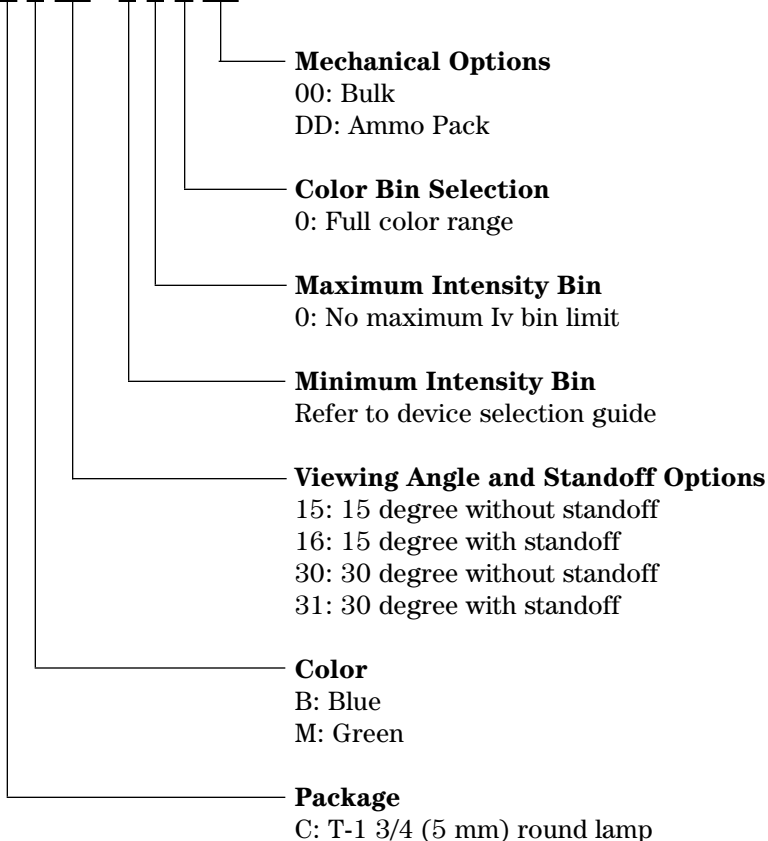 Mechanical Options
00: Bulk
DD: Ammo Pack
Color Bin Selection
0: Full color range
Maximum Intensity Bin
0: No maximum Iv bin limit
Minimum Intensity Bin
Refer to device selection guide
Viewing Angle and Standoff Options
15: 15 degree without standoff
16: 15 degree with standoff
30: 30 degree without standoff
31: 30 degree with standoff
Color
B: Blue
M: Green
Package
C: T-1 3/4 (5 mm) round lamp